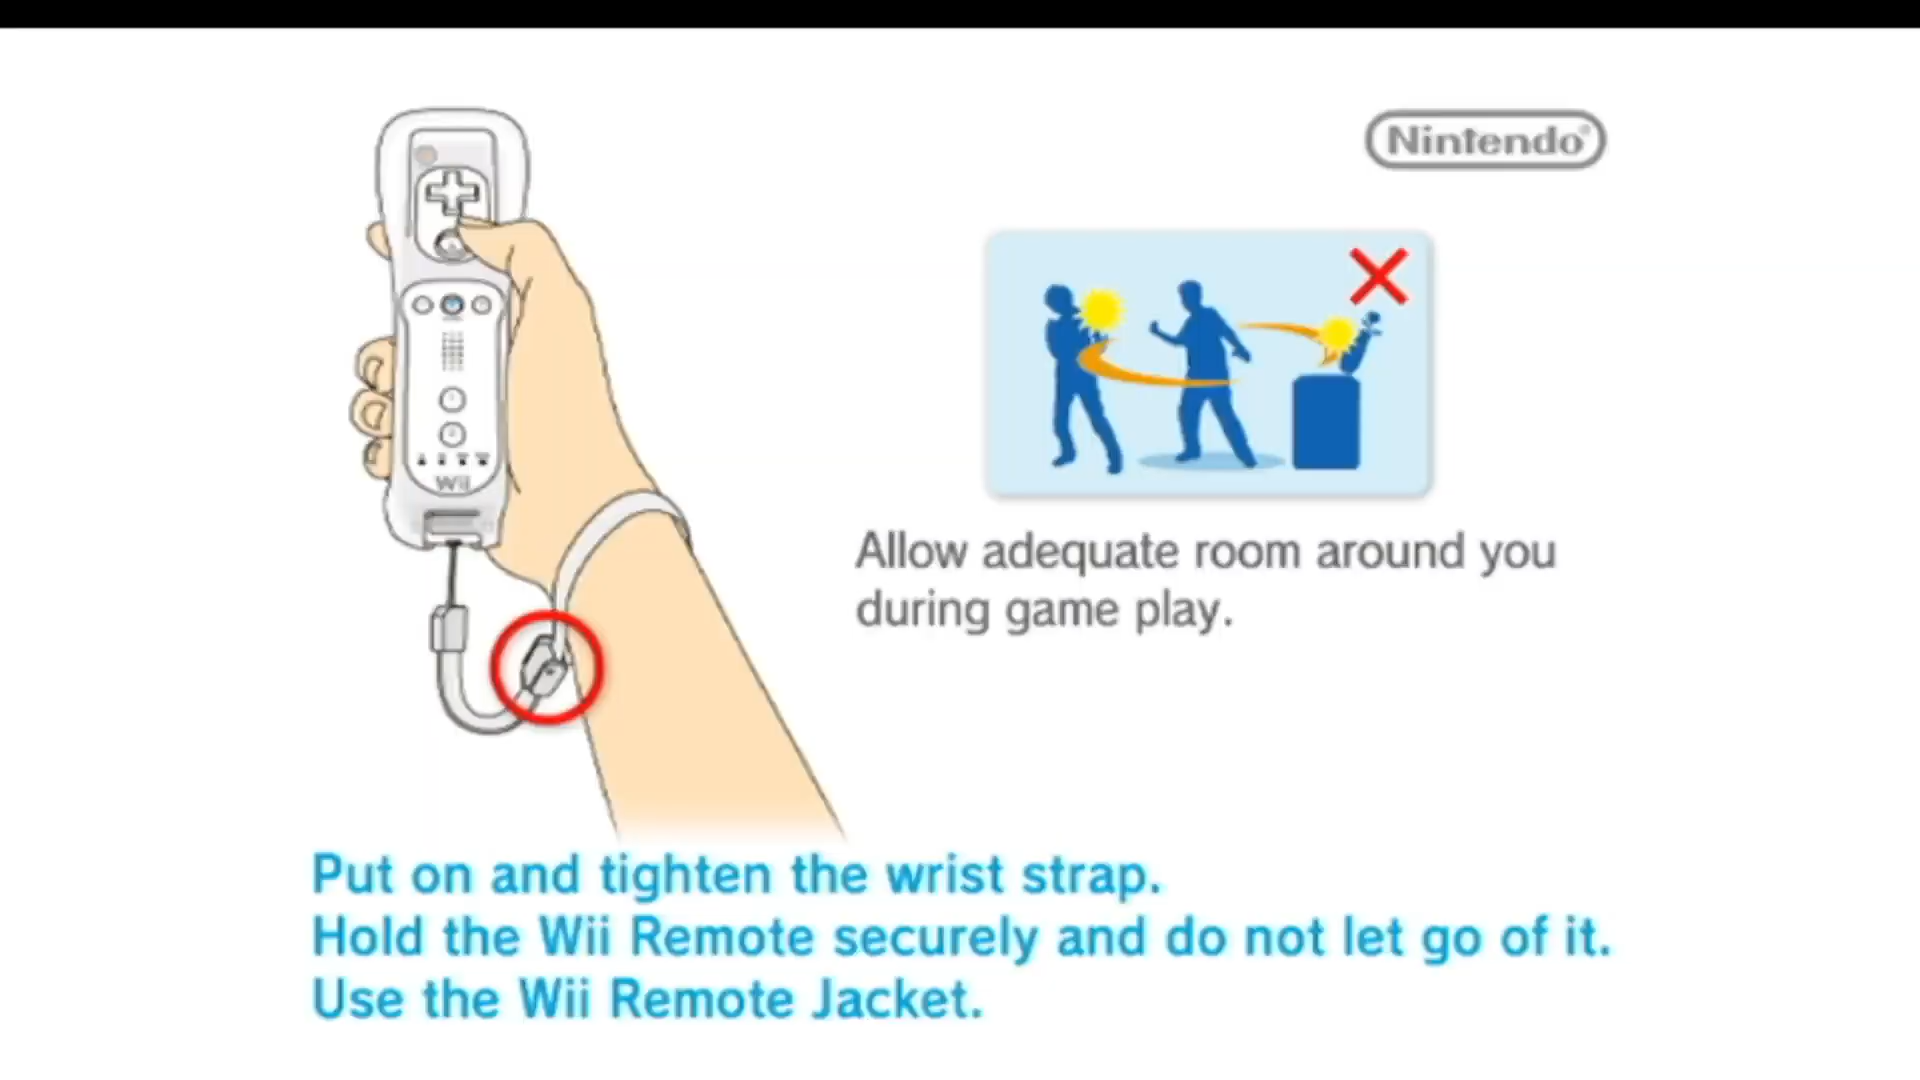 Nintendo®
Wii
Allow adequate room around you
during game play.
Put on and tighten the wrist strap.
Hold the Wii Remote securely and do not let go of it.
Use the Wii Remote Jacket.